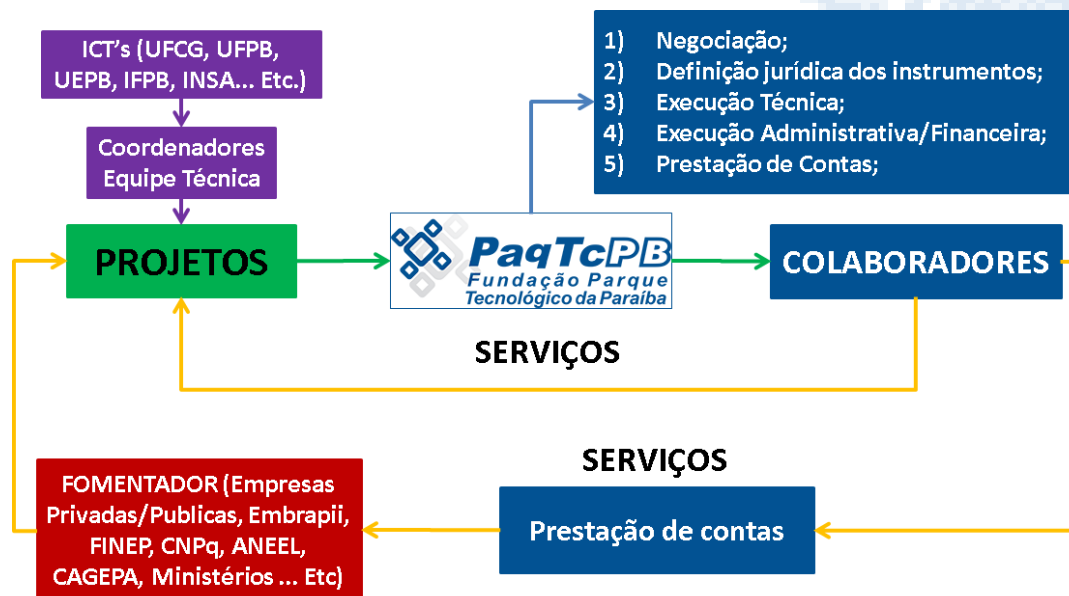 ICT's (UFCG, UFPB,
UEPB, IFPB, INSA... Etc.)
Coordenadores
Equipe Técnica
1) Negociação;
2) Definição jurídica dos instrumentos;
3) Execução Técnica;
4) Execução Administrativa/Financeira;
5) Prestação de Contas;
PROJETOS
PaqTcPB
Fundação Parque
Tecnológico da Paraíba
COLABORADORES
SERVIÇOS
FOMENTADOR (Empresas
Privadas/Publicas, Embrapii,
FINEP, CNPq, ANEEL,
CAGEPA, Ministérios ... Etc)
SERVIÇOS
Prestação de contas